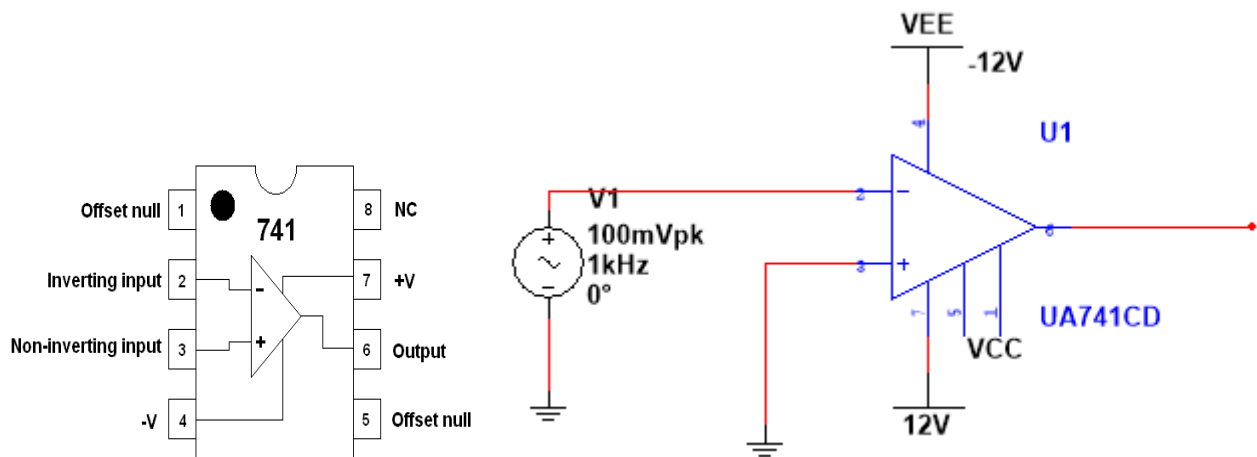 Offset null
1
741
8
NC
Inverting input
2
-
7
+V
Non-inverting input
3
+
6
Output
-V
4
5
Offset null
VEE
-12V
4
U1
2
V1
100mVpk
1kHz
0°
+
-
3
-
+
6
7
5
1
UA741CD
VCC
12V